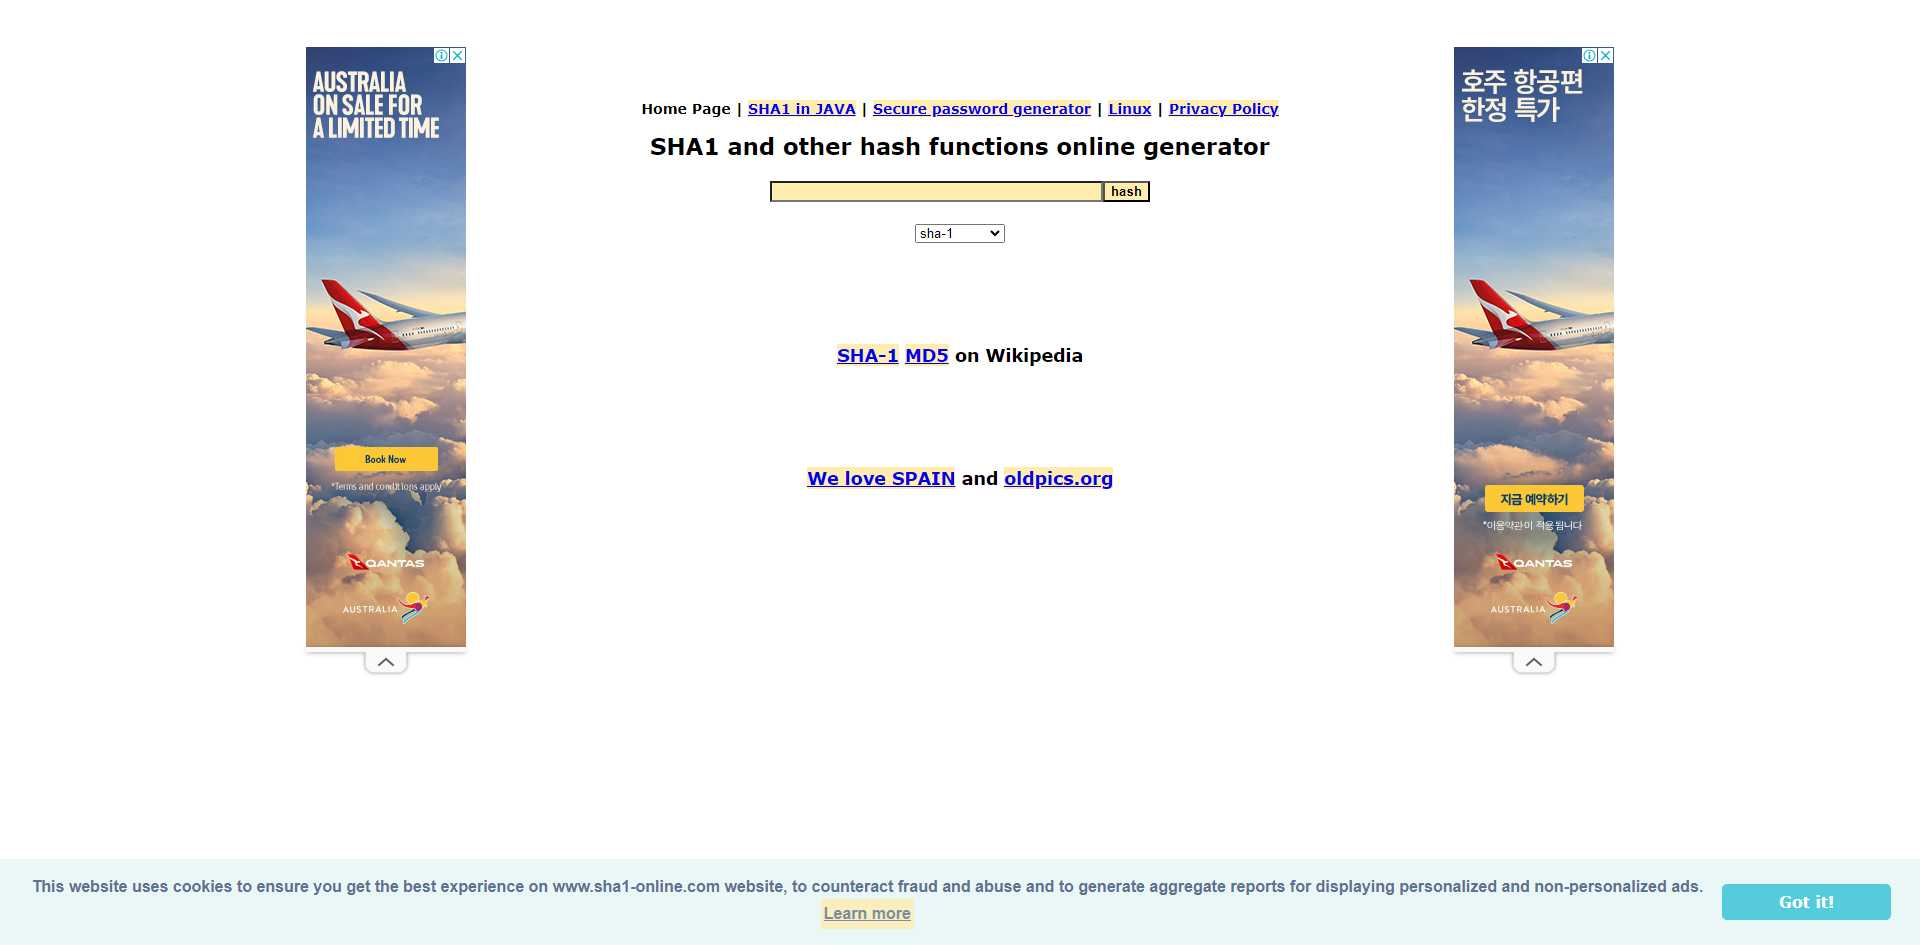 AUSTRALIA
ON SALE FOR
A LIMITED TIME
Book Now
*Terms and conditions apply
QANTAS
AUSTRALIA
Home Page | SHA1 in JAVA | Secure password generator | Linux | Privacy Policy
SHA1 and other hash functions online generator
hash
sha-1
SHA-1 MD5 on Wikipedia
We love SPAIN and oldpics.org
호주 항공편
한정 특가
지금 예약하기
*이용약관이 적용 됩니다
QANTAS
AUSTRALIA
This website uses cookies to ensure you get the best experience on www.sha1-online.com website, to counteract fraud and abuse and to generate aggregate reports for displaying personalized and non-personalized ads.
Learn more
Got it!